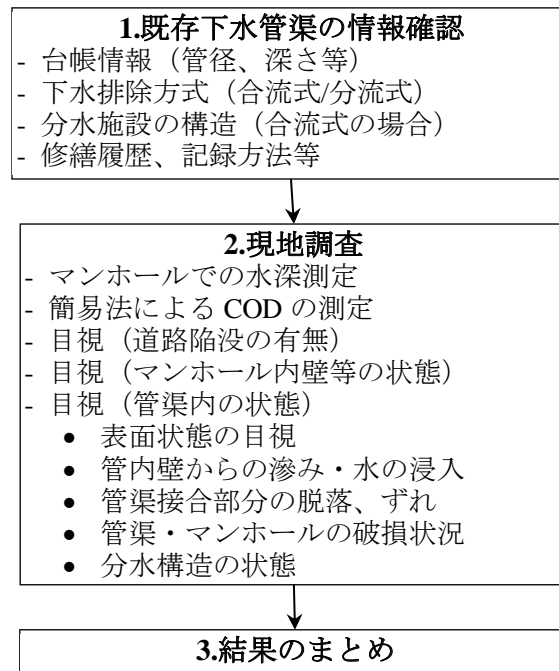 1.既存下水管渠の情報確認
- 台帳情報（管径、深さ等）
- 下水排除方式（合流式/分流式）
- 分水施設の構造（合流式の場合）
- 修繕履歴、記録方法等
2.現地調査
- マンホールでの水深測定
- 簡易法による COD の測定
- 目視（道路陥没の有無）
- 目視（マンホール内壁等の状態）
- 目視（管渠内の状態）
• 表面状態の目視
• 管内壁からの滲み・水の浸入
• 管渠接合部分の脱落、ずれ
• 管渠・マンホールの破損状況
• 分水構造の状態
3.結果のまとめ